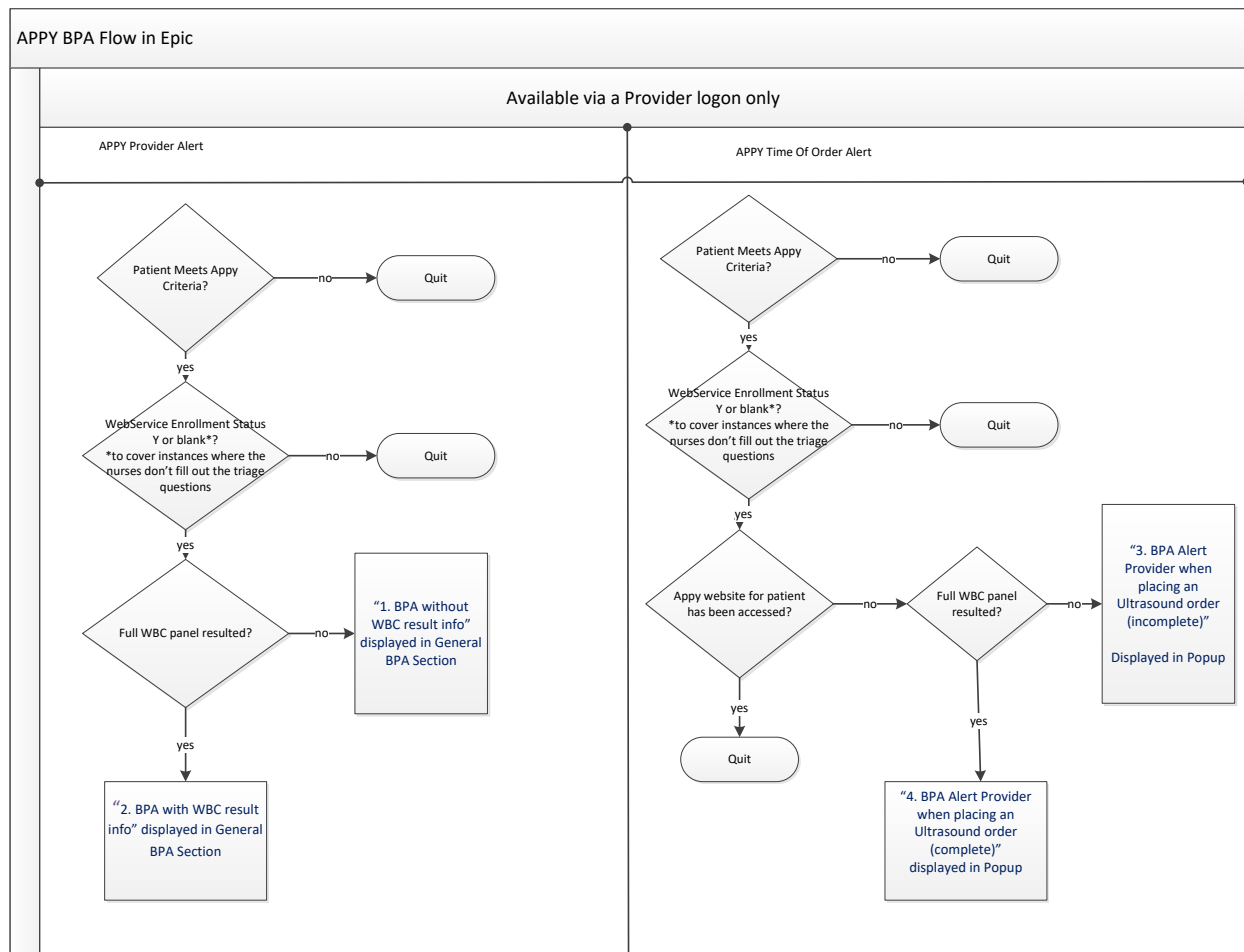 APPY BPA Flow in Epic
Available via a Provider logon only
APPY Provider Alert
Patient Meets Appy
Criteria?
no
Quit
yes
WebService Enrollment Status
Y or blank*?
*to cover instances where the
nurses don't fill out the triage
questions
no
Quit
yes
Full WBC panel resulted?
no
“1. BPA without
WBC result info”
displayed in General
BPA Section
yes
“2. BPA with WBC result
info” displayed in General
BPA Section
APPY Time Of Order Alert
Patient Meets Appy
Criteria?
no
Quit
yes
WebService Enrollment Status
Y or blank*?
*to cover instances where the
nurses don't fill out the triage
questions
no
Quit
yes
Appy website for patient
has been accessed?
no
Full WBC panel
resulted?
no
“3. BPA Alert
Provider when
placing an
Ultrasound order
(incomplete)”
Displayed in Popup
yes
Quit
yes
“4. BPA Alert Provider
when placing an
Ultrasound order
(complete)”
displayed in Popup